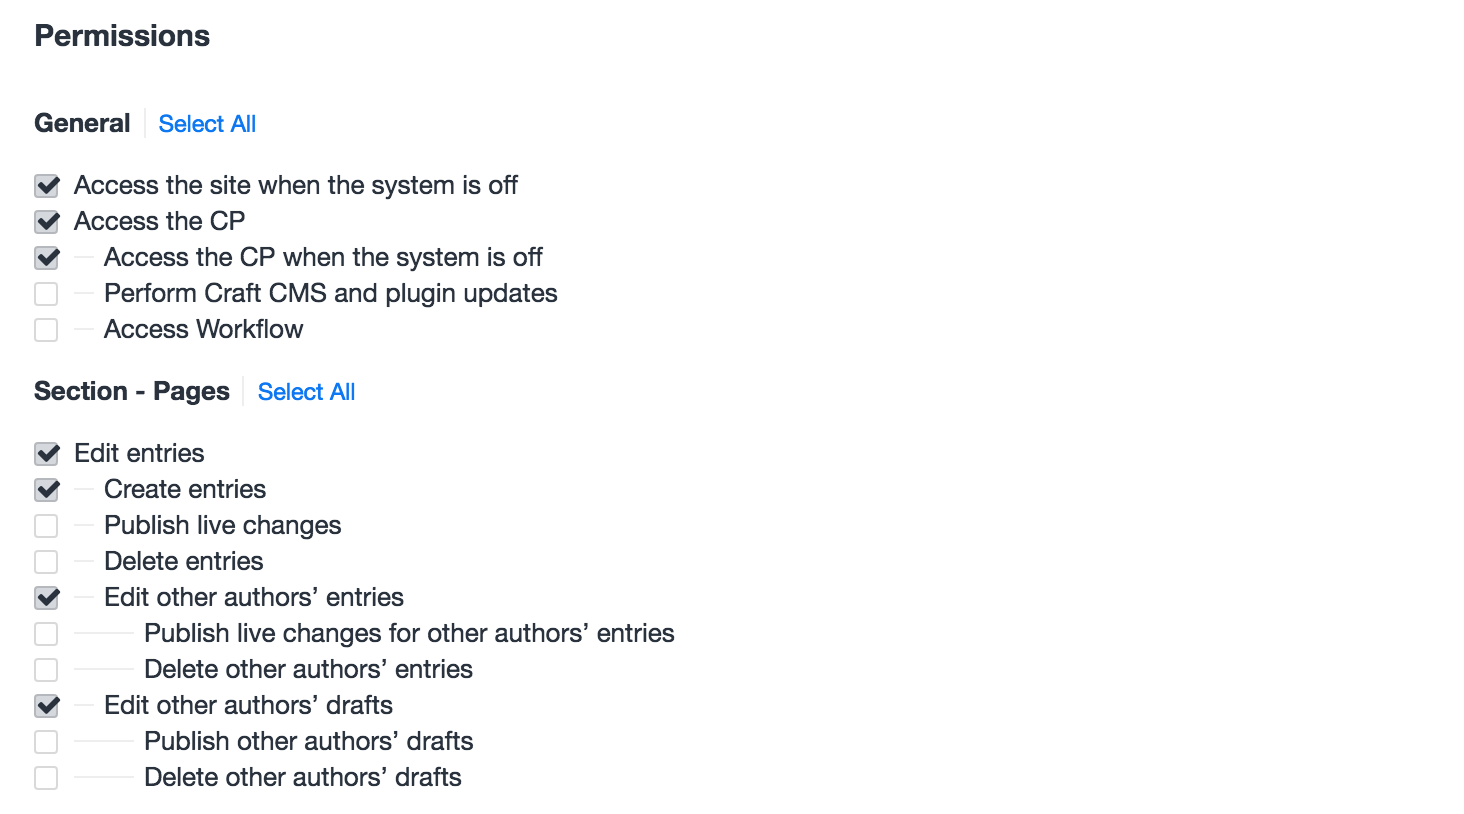 Permissions
General Select All
Access the site when the system is off
Access the CP
Access the CP when the system is off
Perform Craft CMS and plugin updates
Access Workflow
Section - Pages Select All
Edit entries
Create entries
Publish live changes
Delete entries
Edit other authors’ entries
Publish live changes for other authors’ entries
Delete other authors’ entries
Edit other authors’ drafts
Publish other authors’ drafts
Delete other authors’ drafts